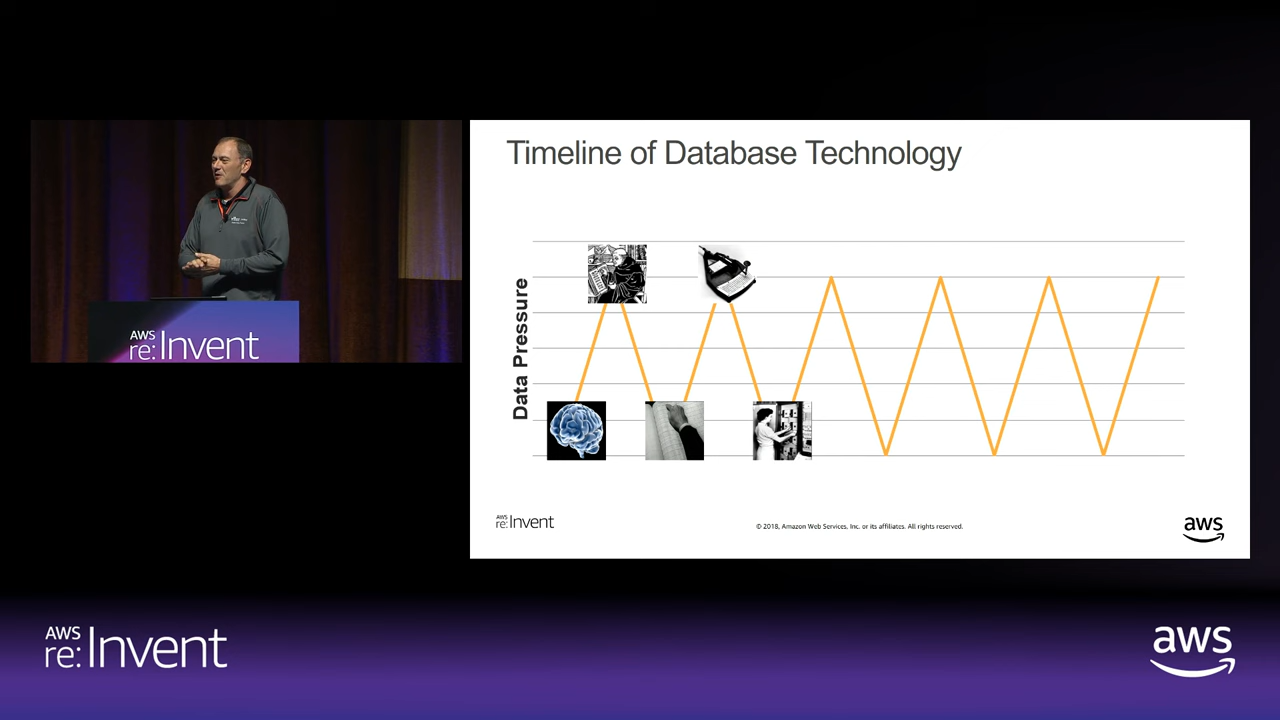 AWS
re:Invent
Timeline of Database Technology
Data Pressure
AWS
re:Invent
© 2018, Amazon Web Services, Inc. or its affiliates. All rights reserved.
aws
AWS
re:Invent
aws